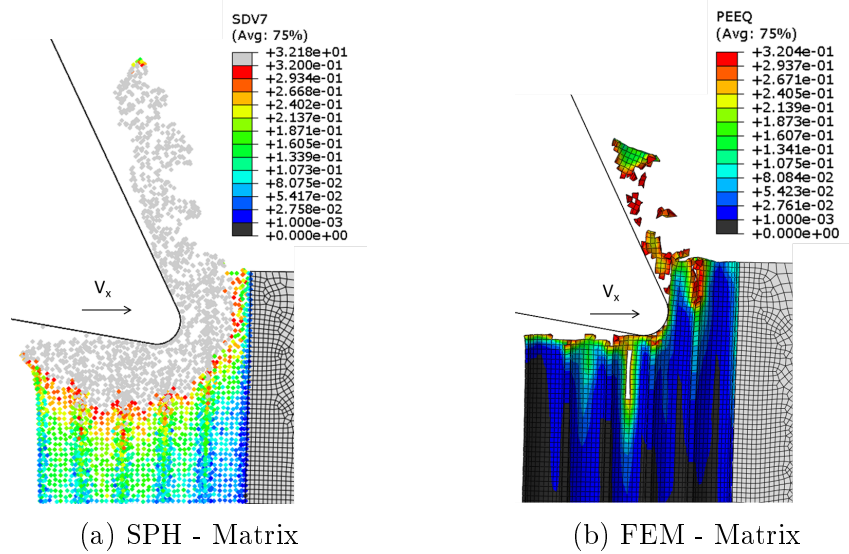 SDV7
(Avg: 75%)
+3.218e+01
+3.200e-01
+2.934e-01
+2.668e-01
+2.402e-01
+2.137e-01
+1.871e-01
+1.605e-01
+1.339e-01
+1.073e-01
+8.075e-02
+5.417e-02
+2.758e-02
+1.000e-03
+0.000e+00
Vx
(a) SPH - Matrix
PEEQ
(Avg: 75%)
+3.204e-01
+2.937e-01
+2.671e-01
+2.405e-01
+2.139e-01
+1.873e-01
+1.607e-01
+1.341e-01
+1.075e-01
+8.084e-02
+5.423e-02
+2.761e-02
+1.000e-03
+0.000e+00
Vx
(b) FEM - Matrix